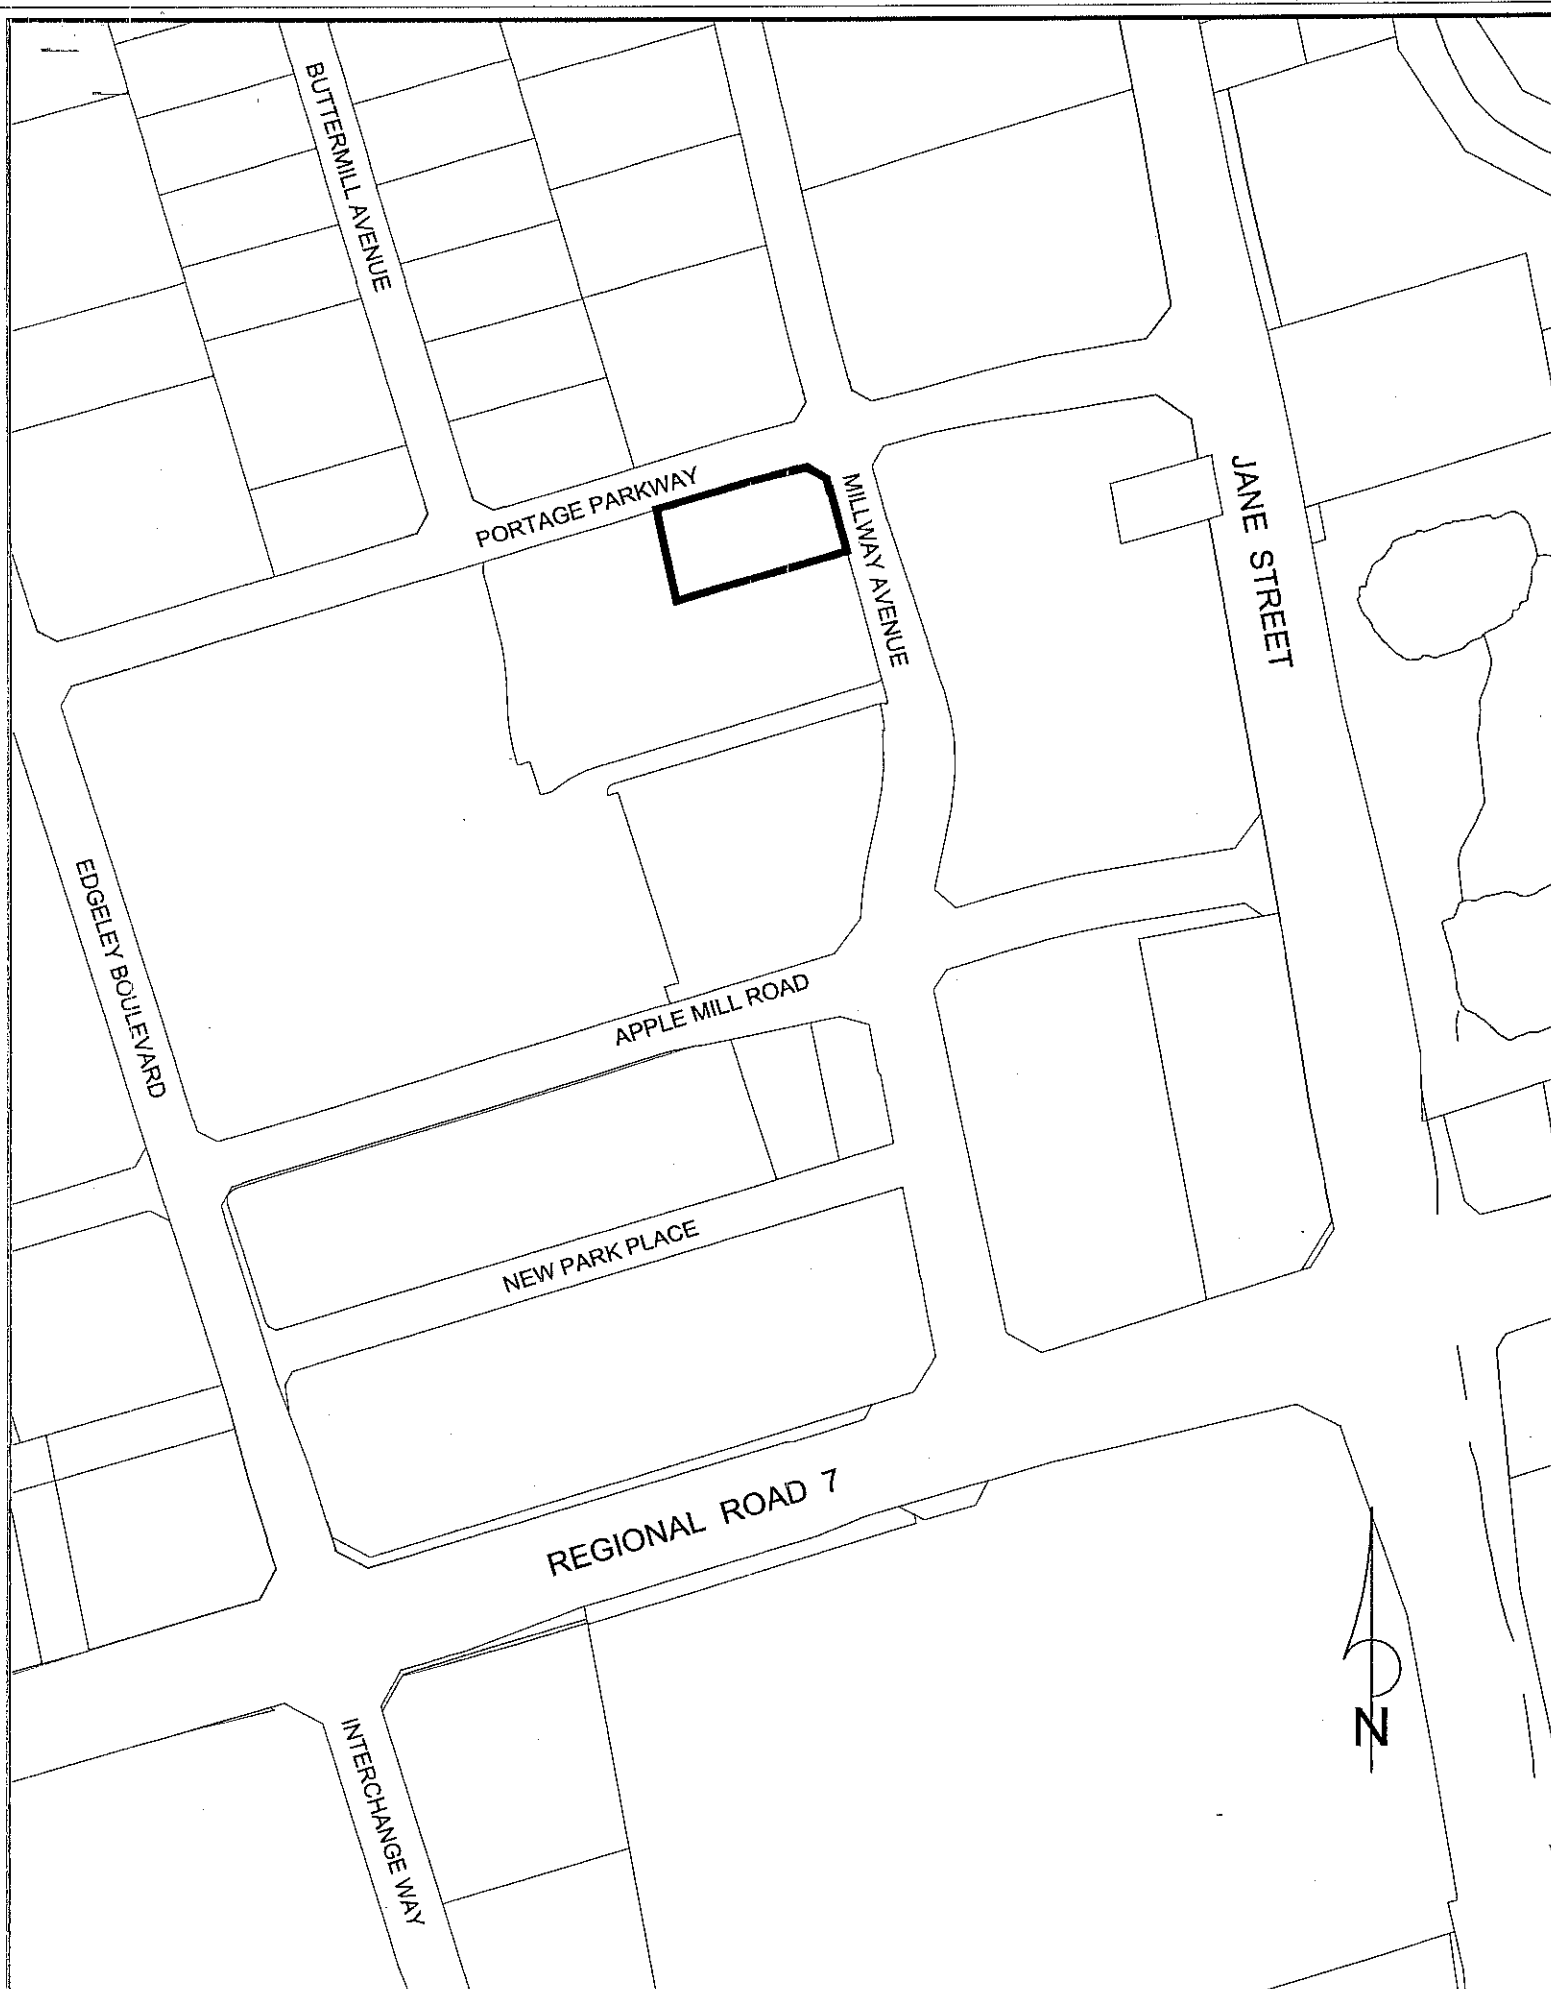 BUTTERMILL AVENUE
PORTAGE PARKWAY
MILLWAY AVENUE
JANE STREET
EDGELEY BOULEVARD
APPLE MILL ROAD
NEW PARK PLACE
REGIONAL ROAD 7
INTERCHANGE WAY
N